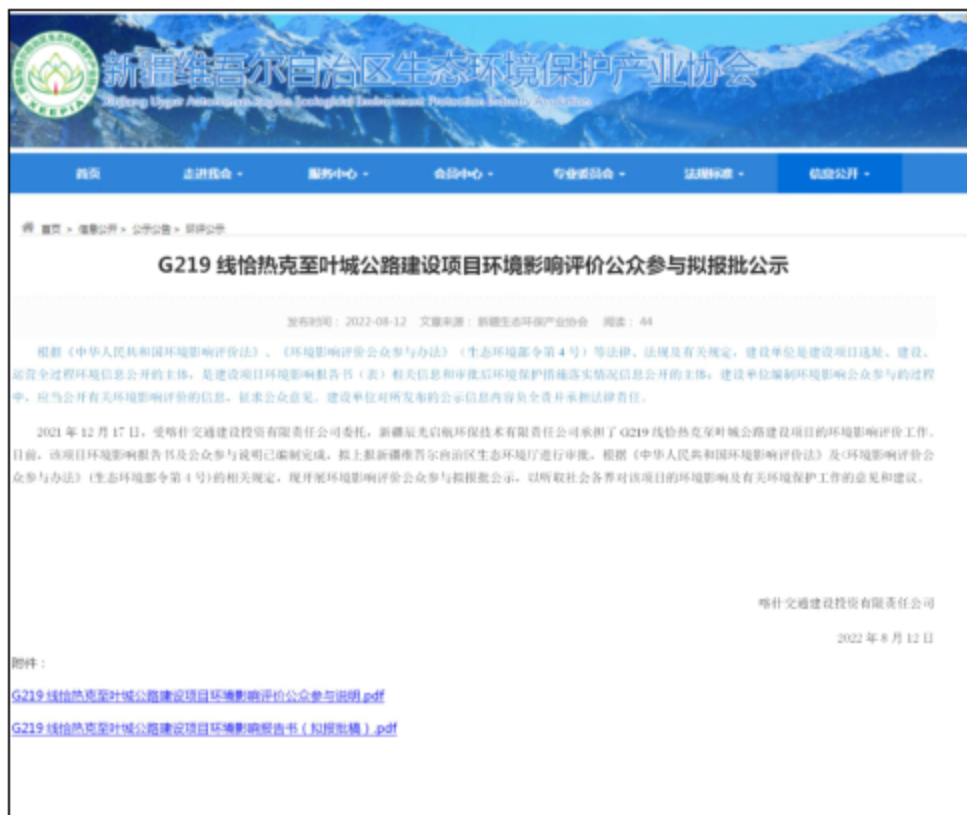 新疆维吾尔自治区生态环境保护产业协会
Xinjiang Uygur Autonomous Region Ecological Environment Protection Industry Association
XEEPIA
首页 走进我会 服务中心 会员中心 专业委员会 法规标准 信息公开
首页 > 信息公开 > 公示公告 > 环评公示
G219 线恰热克至叶城公路建设项目环境影响评价公众参与拟报批公示
发布时间： 2022-08-12 文章来源： 新疆生态环保产业协会 阅读： 44
根据《中华人民共和国环境影响评价法》、《环境影响评价公众参与办法》（生态环境部令第 4 号）等法律、法规及有关规定，建设单位是建设项目选址、建设、
运营全过程环境信息公开的主体，是建设项目环境影响报告书（表）相关信息和审批后环境保护措施落实情况信息公开的主体；建设单位编制环境影响公众参与的过程
中，应当公开有关环境影响评价的信息，征求公众意见。建设单位对所发布的公示信息内容负全责并承担法律责任。
2021 年 12 月 17 日，受喀什交通建设投资有限责任公司委托，新疆辰光启航环保技术有限责任公司承担了 G219 线恰热克至叶城公路建设项目的环境影响评价工作。
目前，该项目环境影响报告书及公众参与说明已编制完成，拟上报新疆维吾尔自治区生态环境厅进行审批，根据《中华人民共和国环境影响评价法》及<环境影响评价公
众参与办法》(生态环境部令第 4 号)的相关规定，现开展环境影响评价公众参与拟报批公示，以听取社会各界对该项目的环境影响及有关环境保护工作的意见和建议。
喀什交通建设投资有限责任公司
2022 年 8 月 12 日
附件：
G219 线恰热克至叶城公路建设项目环境影响评价公众参与说明.pdf
G219 线恰热克至叶城公路建设项目环境影响报告书（拟报批稿）.pdf